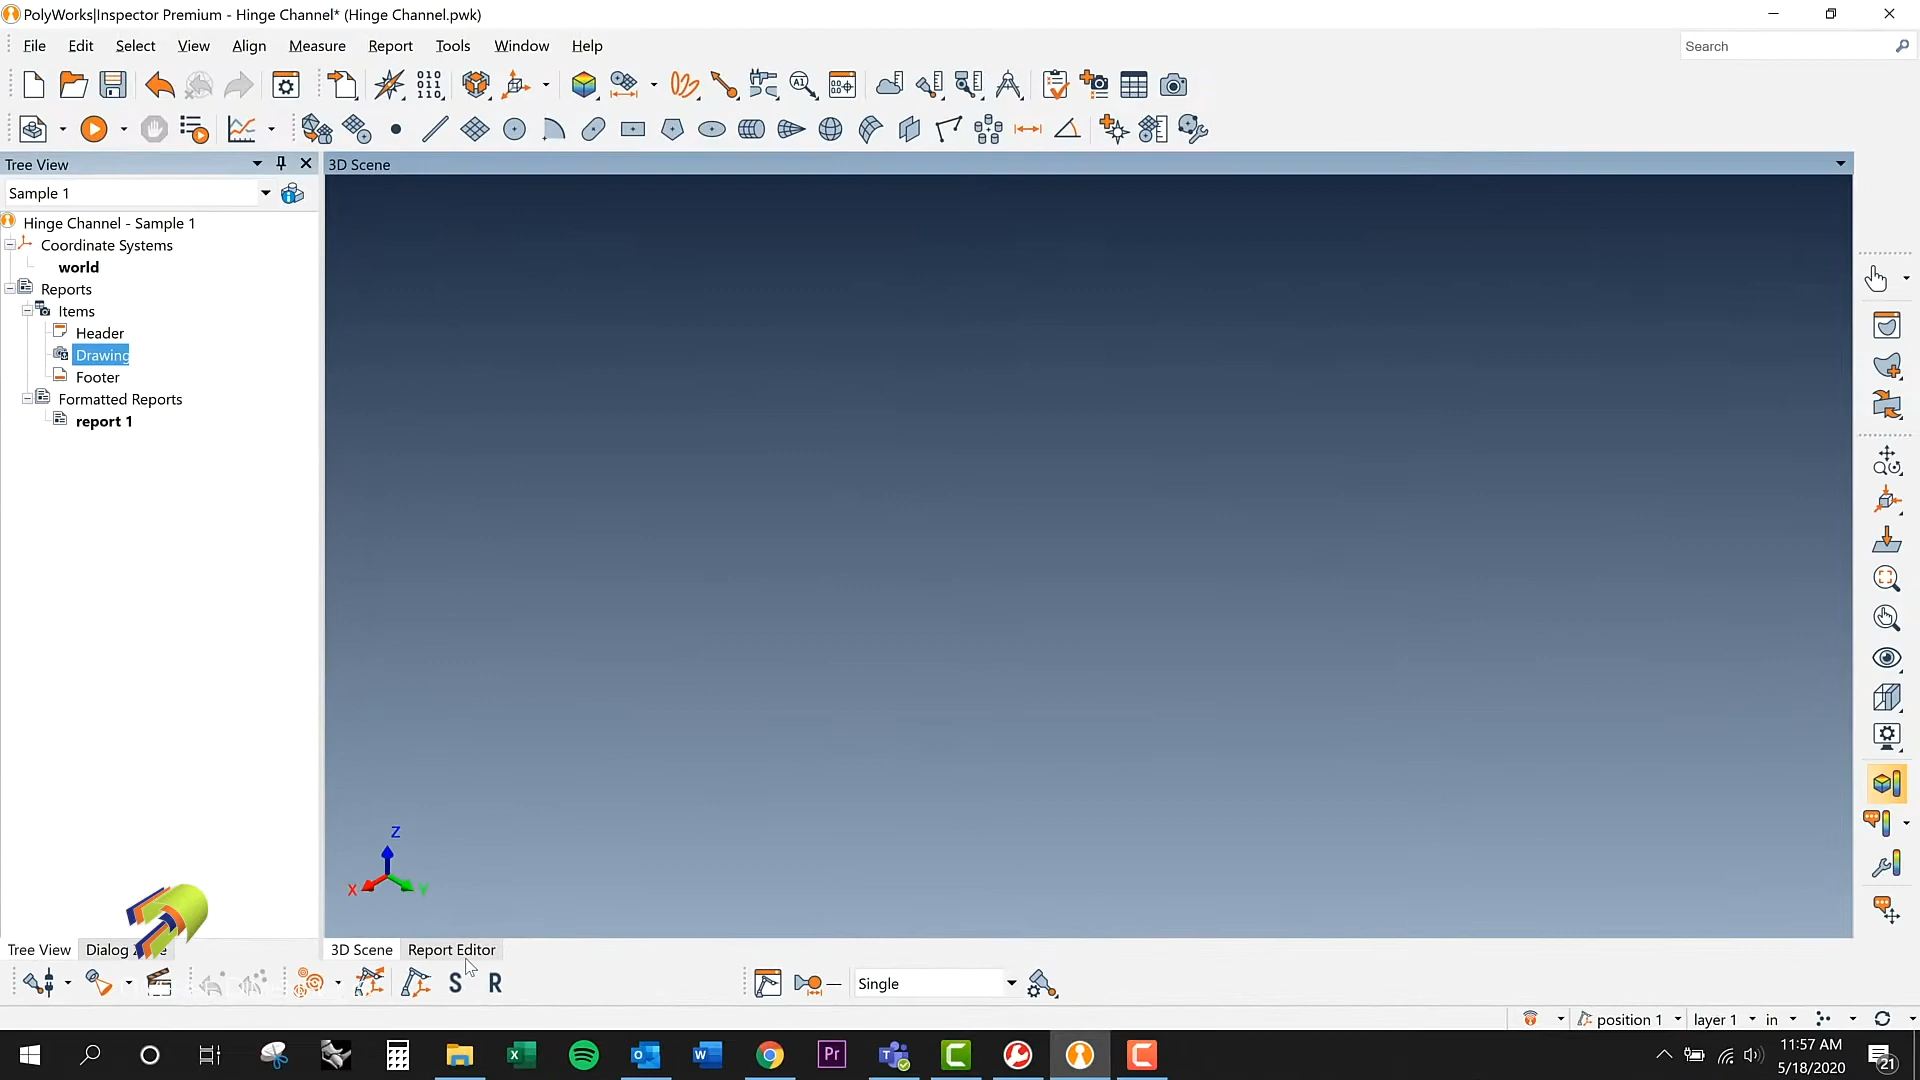 PolyWorks|Inspector Premium - Hinge Channel* (Hinge Channel.pwk)
File Edit Select View Align Measure Report Tools Window Help
Search
Tree View
3D Scene
Sample 1
Hinge Channel - Sample 1
Coordinate Systems
world
Reports
Items
Header
Drawing
Footer
Formatted Reports
report 1
Z
X
Y
Tree View
3D Scene
Report Editor
Dialog
S R
Single
position 1
layer 1
in
11:57 AM
5/18/2020
21